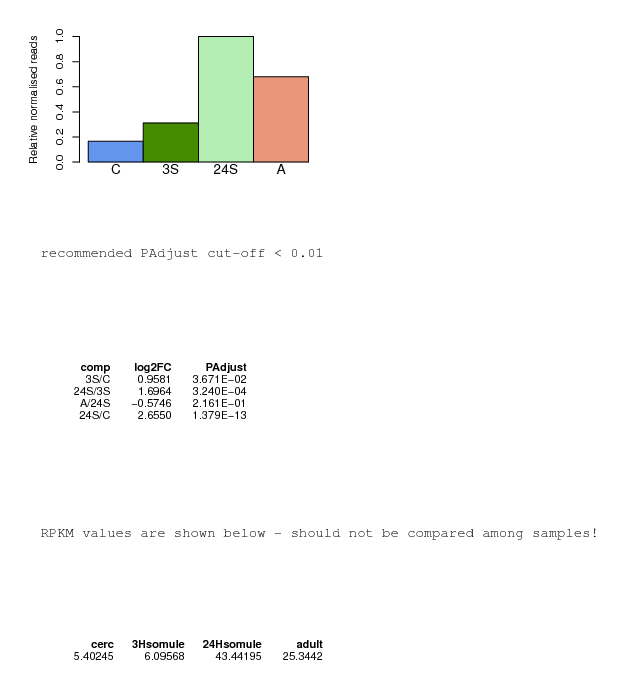 Relative normalised reads
1.0
0.8
0.6
0.4
0.2
0.0
C 3S 24S A
recommended PAdjust cut-off < 0.01
comp log2FC PAdjust
3S/C 0.9581 3.671E−02
24S/3S 1.6964 3.240E−04
A/24S −0.5746 2.161E−01
24S/C 2.6550 1.379E−13
RPKM values are shown below - should not be compared among samples!
cerc 3Hsomule 24Hsomule adult
5.40245 6.09568 43.44195 25.3442